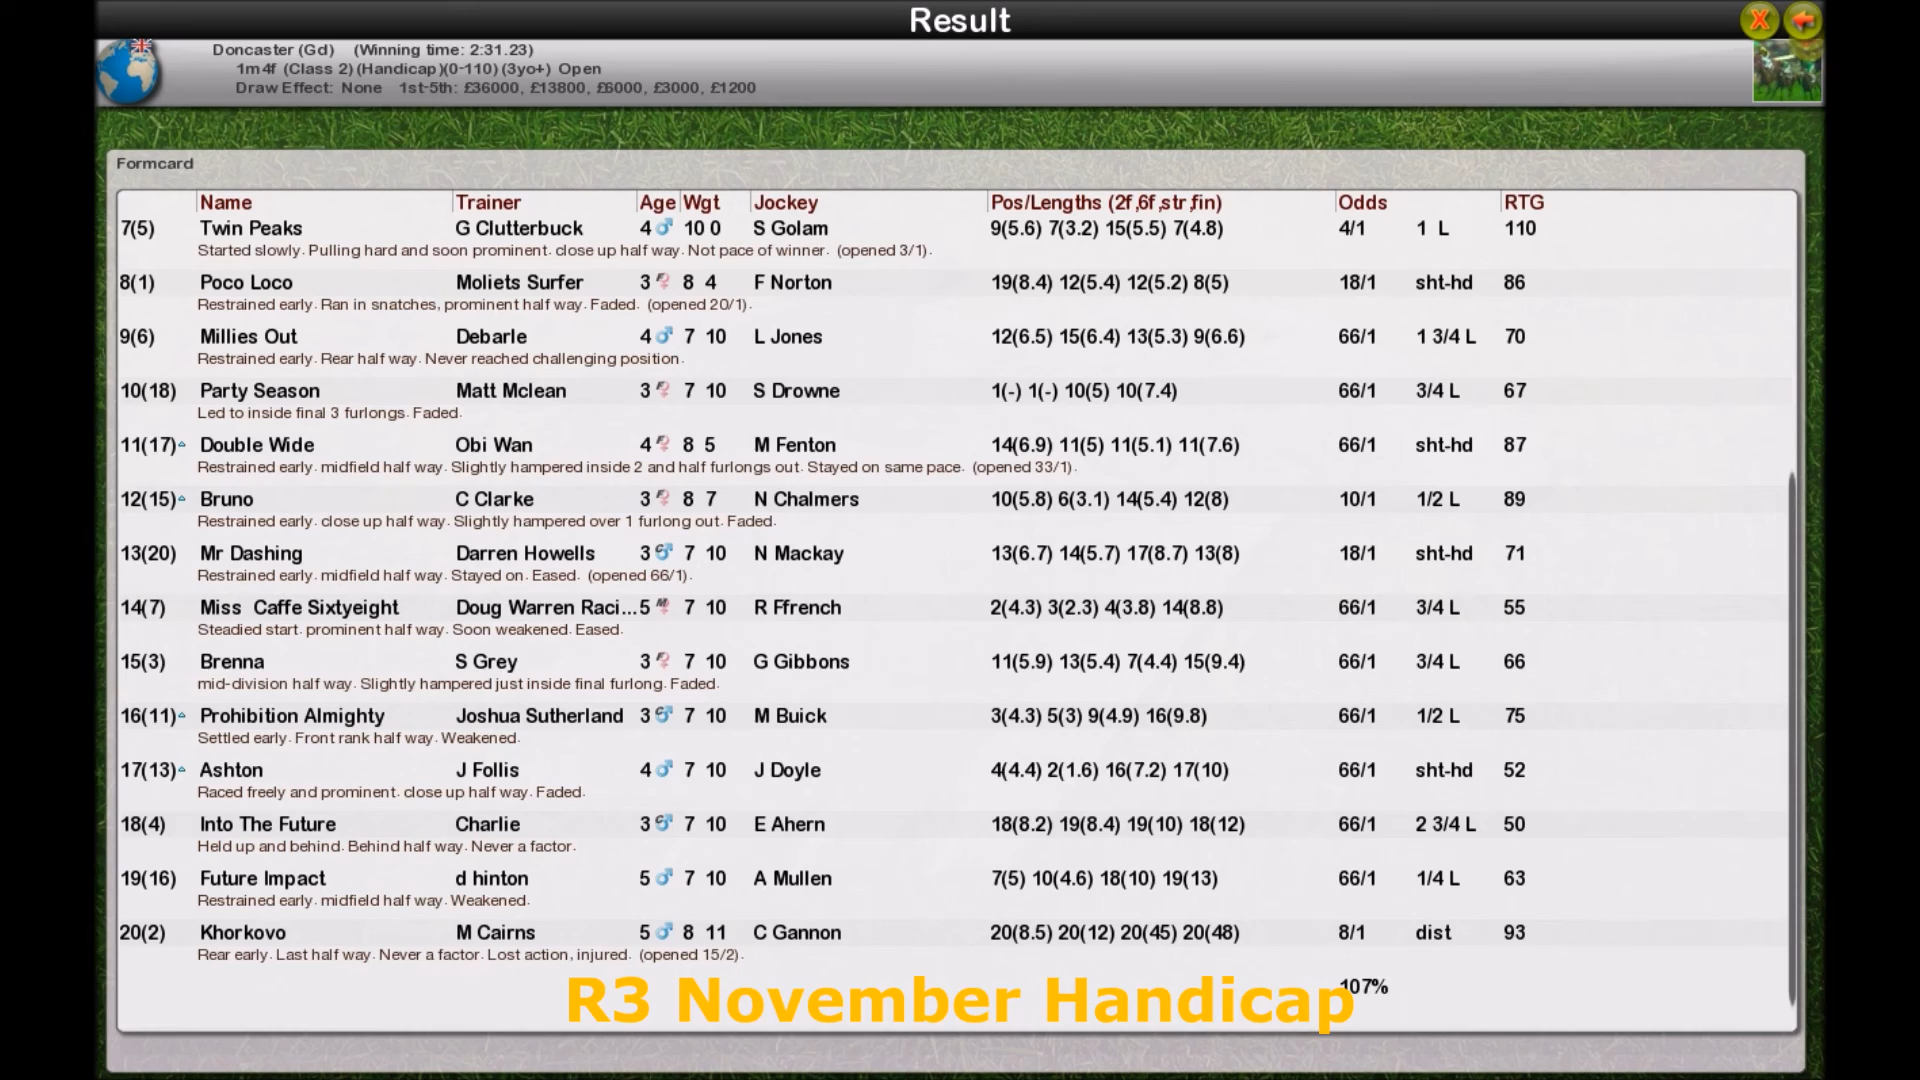 Result
Doncaster (Gd) (Winning time: 2:31.23)
1m4f (Class 2) (Handicap)(0-110) (3yo+) Open
Draw Effect: None 1st-5th: £36000, £13800, £6000, £3000, £1200
Formcard
Name Trainer Age Wgt Jockey Pos/Lengths (2f,6f,str,fin) Odds RTG
7(5) Twin Peaks G Clutterbuck 4 10 0 S Golam 9(5.6) 7(3.2) 15(5.5) 7(4.8) 4/1 1 L 110
Started slowly. Pulling hard and soon prominent. close up half way. Not pace of winner. (opened 3/1).
8(1) Poco Loco Moliets Surfer 3 8 4 F Norton 19(8.4) 12(5.4) 12(5.2) 8(5) 18/1 sht-hd 86
Restrained early. Ran in snatches, prominent half way. Faded. (opened 20/1).
9(6) Millies Out Debarle 4 7 10 L Jones 12(6.5) 15(6.4) 13(5.3) 9(6.6) 66/1 1 3/4 L 70
Restrained early. Rear half way. Never reached challenging position.
10(18) Party Season Matt Mclean 3 7 10 S Drowne 1(-) 1(-) 10(5) 10(7.4) 66/1 3/4 L 67
Led to inside final 3 furlongs. Faded.
11(17) Double Wide Obi Wan 4 8 5 M Fenton 14(6.9) 11(5) 11(5.1) 11(7.6) 66/1 sht-hd 87
Restrained early. midfield half way. Slightly hampered inside 2 and half furlongs out. Stayed on same pace. (opened 33/1).
12(15) Bruno C Clarke 3 8 7 N Chalmers 10(5.8) 6(3.1) 14(5.4) 12(8) 10/1 1/2 L 89
Restrained early. close up half way. Slightly hampered over 1 furlong out. Faded.
13(20) Mr Dashing Darren Howells 3 7 10 N Mackay 13(6.7) 14(5.7) 17(8.7) 13(8) 18/1 sht-hd 71
Restrained early. midfield half way. Stayed on. Eased. (opened 66/1).
14(7) Miss Caffe Sixtyeight Doug Warren Raci...5 7 10 R Ffrench 2(4.3) 3(2.3) 4(3.8) 14(8.8) 66/1 3/4 L 55
Steadied start. prominent half way. Soon weakened. Eased.
15(3) Brenna S Grey 3 7 10 G Gibbons 11(5.9) 13(5.4) 7(4.4) 15(9.4) 66/1 3/4 L 66
mid-division half way. Slightly hampered just inside final furlong. Faded.
16(11) Prohibition Almighty Joshua Sutherland 3 7 10 M Buick 3(4.3) 5(3) 9(4.9) 16(9.8) 66/1 1/2 L 75
Settled early. Front rank half way. Weakened.
17(13) Ashton J Follis 4 7 10 J Doyle 4(4.4) 2(1.6) 16(7.2) 17(10) 66/1 sht-hd 52
Raced freely and prominent. close up half way. Faded.
18(4) Into The Future Charlie 3 7 10 E Ahern 18(8.2) 19(8.4) 19(10) 18(12) 66/1 2 3/4 L 50
Held up and behind. Behind half way. Never a factor.
19(16) Future Impact d hinton 5 7 10 A Mullen 7(5) 10(4.6) 18(10) 19(13) 66/1 1/4 L 63
Restrained early. midfield half way. Weakened.
20(2) Khorkovo M Cairns 5 8 11 C Gannon 20(8.5) 20(12) 20(45) 20(48) 8/1 dist 93
Rear early. Last half way. Never a factor. Lost action, injured. (opened 15/2).
107%
R3 November Handicap